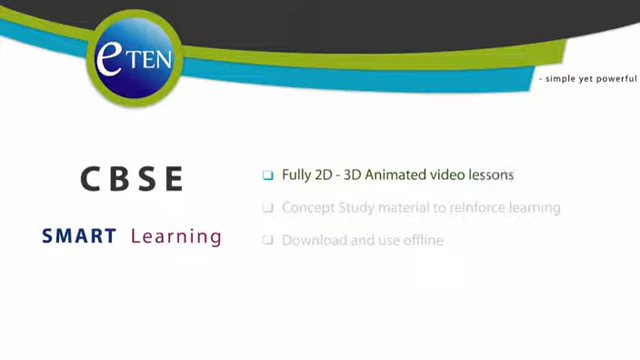 eTEN
- simple yet powerful
CBSE
SMART Learning
Fully 2D - 3D Animated video lessons
Concept Study material to reinforce learning
Download and use offline